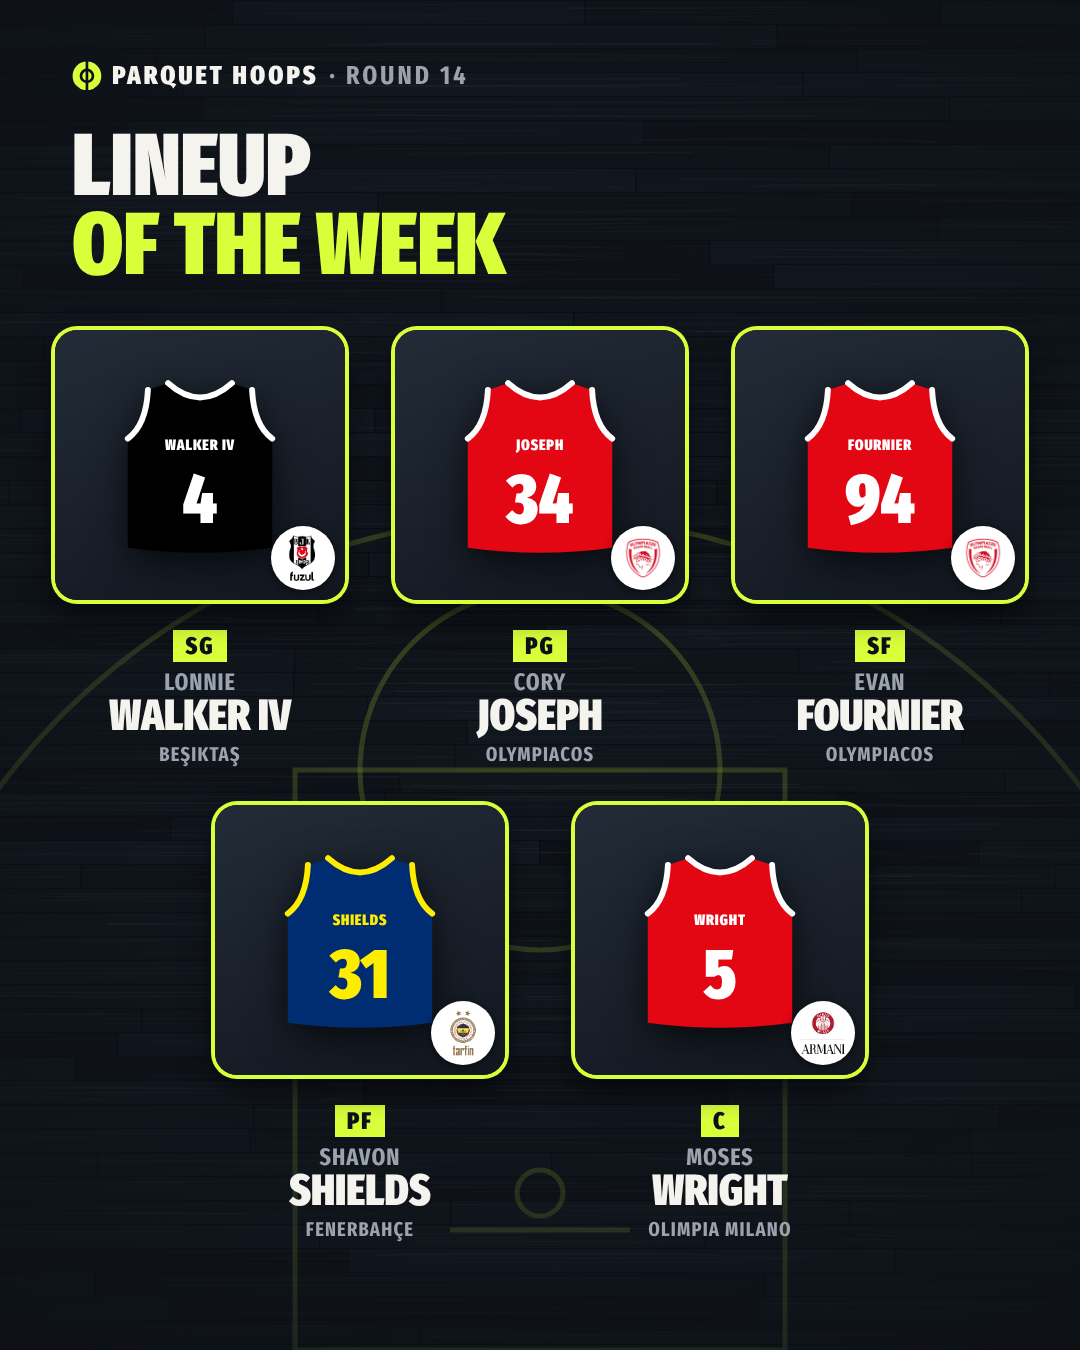 PARQUET HOOPS · ROUND 14
LINEUP
OF THE WEEK
WALKER IV
4
fuzul
SG
LONNIE
WALKER IV
BEŞIKTAŞ
JOSEPH
34
PG
CORY
JOSEPH
OLYMPIACOS
FOURNIER
94
SF
EVAN
FOURNIER
OLYMPIACOS
SHIELDS
31
tarfin
PF
SHAVON
SHIELDS
FENERBAHÇE
WRIGHT
5
ARMANI
C
MOSES
WRIGHT
OLIMPIA MILANO